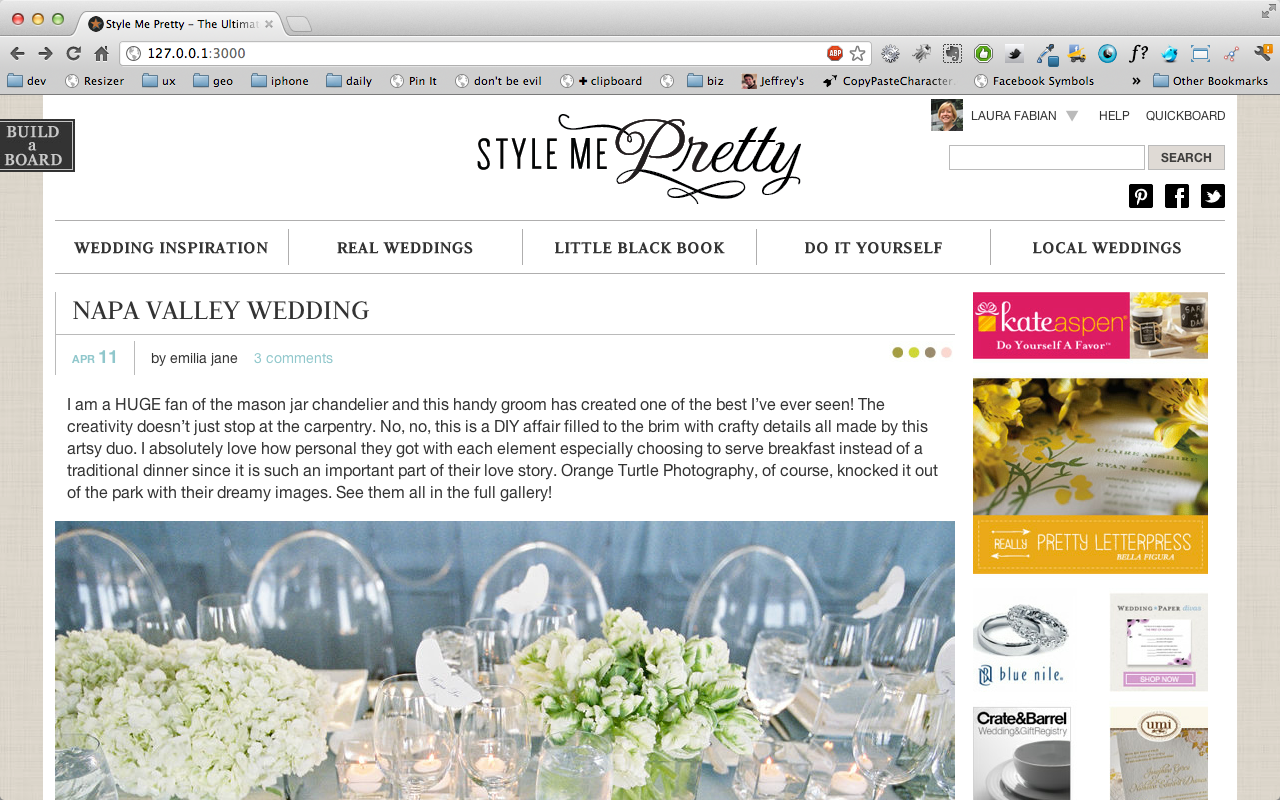 Style Me Pretty – The Ultimat
127.0.0.1:3000
ABP
f?
dev
Resizer
ux
geo
iphone
daily
Pin It
don't be evil
+ clipboard
biz
Jeffrey's
CopyPasteCharacter.
Facebook Symbols
»
Other Bookmarks
BUILD
a
BOARD
STYLE ME Pretty
LAURA FABIAN
HELP
QUICKBOARD
SEARCH
WEDDING INSPIRATION
REAL WEDDINGS
LITTLE BLACK BOOK
DO IT YOURSELF
LOCAL WEDDINGS
NAPA VALLEY WEDDING
APR 11
by emilia jane
3 comments
I am a HUGE fan of the mason jar chandelier and this handy groom has created one of the best I’ve ever seen! The
creativity doesn’t just stop at the carpentry. No, no, this is a DIY affair filled to the brim with crafty details all made by this
artsy duo. I absolutely love how personal they got with each element especially choosing to serve breakfast instead of a
traditional dinner since it is such an important part of their love story. Orange Turtle Photography, of course, knocked it out
of the park with their dreamy images. See them all in the full gallery!
kateaspen®
Do Yourself A Favor™
CLAIRE ABSHIRE
EVAN RENOLDS
REALLY PRETTY LETTERPRESS
BELLA FIGURA
blue nile.
WEDDING PAPER divas
SHOP NOW
Crate&Barrel
Wedding&GiftRegistry
umi